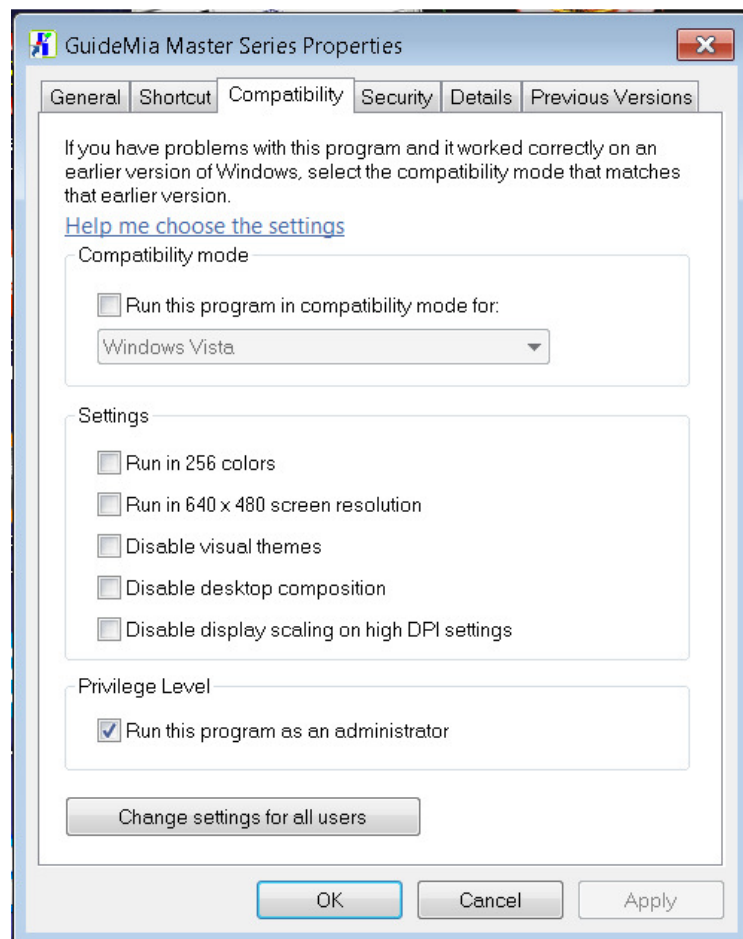 GuideMia Master Series Properties
General Shortcut Compatibility Security Details Previous Versions
If you have problems with this program and it worked correctly on an
earlier version of Windows, select the compatibility mode that matches
that earlier version.
Help me choose the settings
Compatibility mode
Run this program in compatibility mode for:
Windows Vista
Settings
Run in 256 colors
Run in 640 x 480 screen resolution
Disable visual themes
Disable desktop composition
Disable display scaling on high DPI settings
Privilege Level
Run this program as an administrator
Change settings for all users
OK Cancel Apply